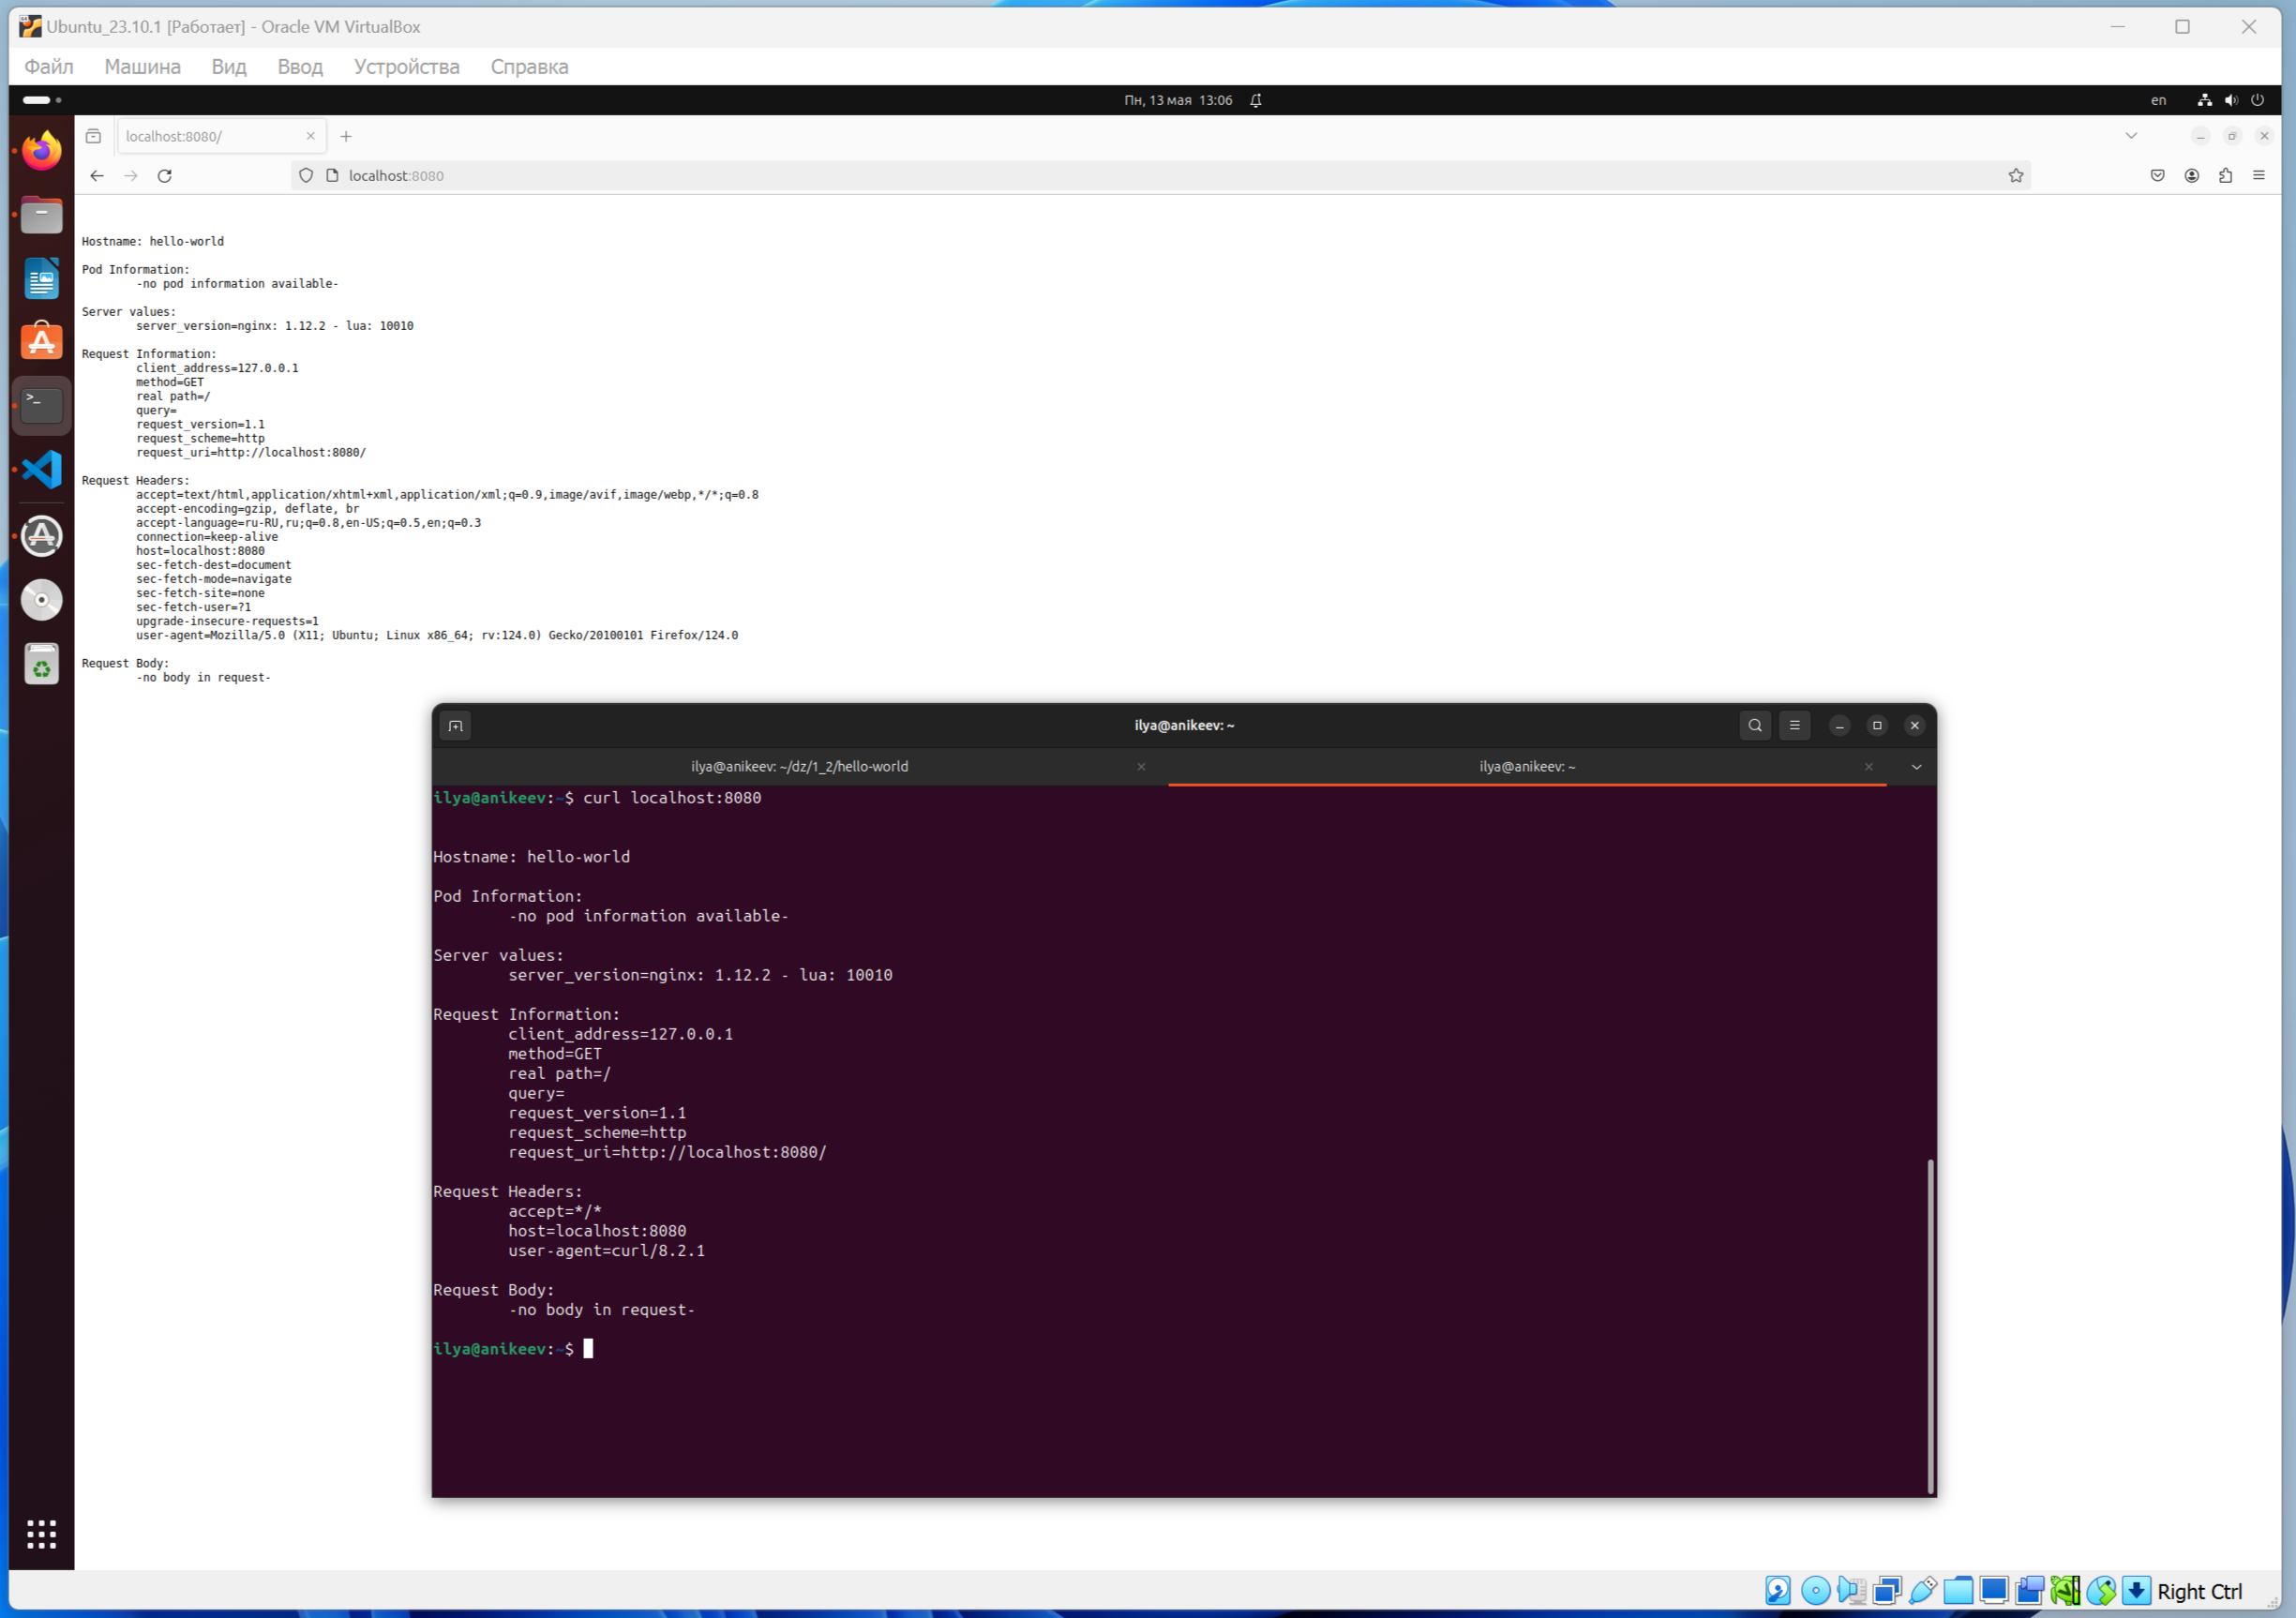 Ubuntu_23.10.1 [Работает] - Oracle VM VirtualBox
Файл Машина Вид Ввод Устройства Справка
Пн, 13 мая 13:06
en
localhost:8080/
localhost:8080
Hostname: hello-world
Pod Information:
-no pod information available-
Server values:
server_version=nginx: 1.12.2 - lua: 10010
Request Information:
client_address=127.0.0.1
method=GET
real path=/
query=
request_version=1.1
request_scheme=http
request_uri=http://localhost:8080/
Request Headers:
accept=text/html,application/xhtml+xml,application/xml;q=0.9,image/avif,image/webp,*/*;q=0.8
accept-encoding=gzip, deflate, br
accept-language=ru-RU,ru;q=0.8,en-US;q=0.5,en;q=0.3
connection=keep-alive
host=localhost:8080
sec-fetch-dest=document
sec-fetch-mode=navigate
sec-fetch-site=none
sec-fetch-user=?1
upgrade-insecure-requests=1
user-agent=Mozilla/5.0 (X11; Ubuntu; Linux x86_64; rv:124.0) Gecko/20100101 Firefox/124.0
Request Body:
-no body in request-
ilya@anikeev: ~
ilya@anikeev: ~/dz/1_2/hello-world
ilya@anikeev: ~
ilya@anikeev:~$ curl localhost:8080
Hostname: hello-world
Pod Information:
-no pod information available-
Server values:
server_version=nginx: 1.12.2 - lua: 10010
Request Information:
client_address=127.0.0.1
method=GET
real path=/
query=
request_version=1.1
request_scheme=http
request_uri=http://localhost:8080/
Request Headers:
accept=*/*
host=localhost:8080
user-agent=curl/8.2.1
Request Body:
-no body in request-
ilya@anikeev:~$
Right Ctrl